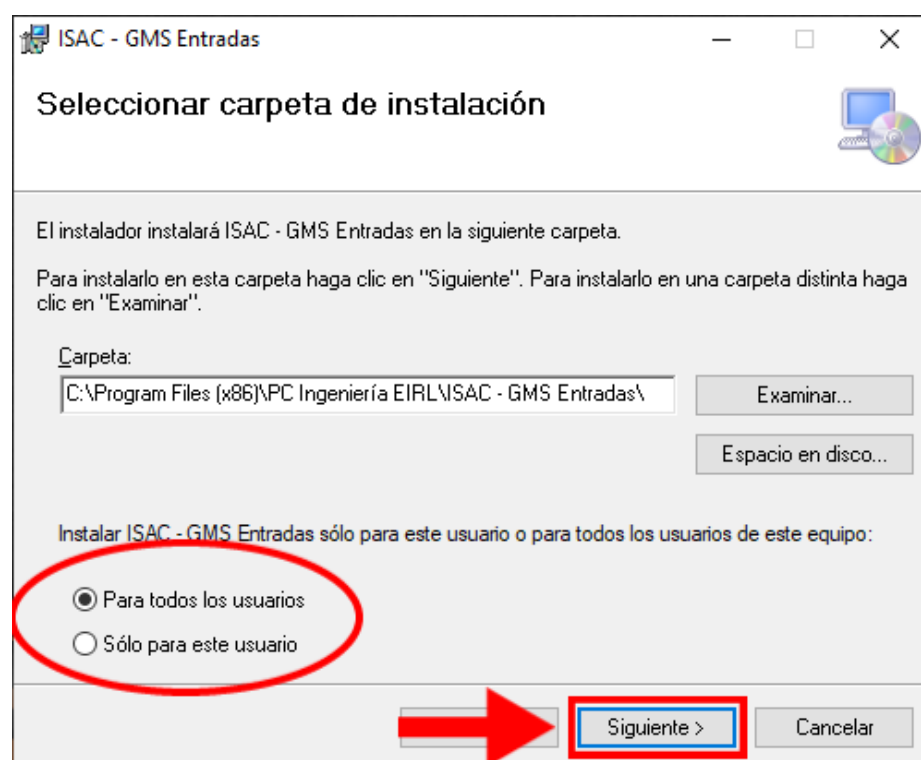 ISAC - GMS Entradas
Seleccionar carpeta de instalación
El instalador instalará ISAC - GMS Entradas en la siguiente carpeta.
Para instalarlo en esta carpeta haga clic en "Siguiente". Para instalarlo en una carpeta distinta haga
clic en "Examinar".
Carpeta:
C:\Program Files (x86)\PC Ingeniería EIRL\ISAC - GMS Entradas\
Examinar...
Espacio en disco...
Instalar ISAC - GMS Entradas sólo para este usuario o para todos los usuarios de este equipo:
Para todos los usuarios
Sólo para este usuario
Siguiente >
Cancelar